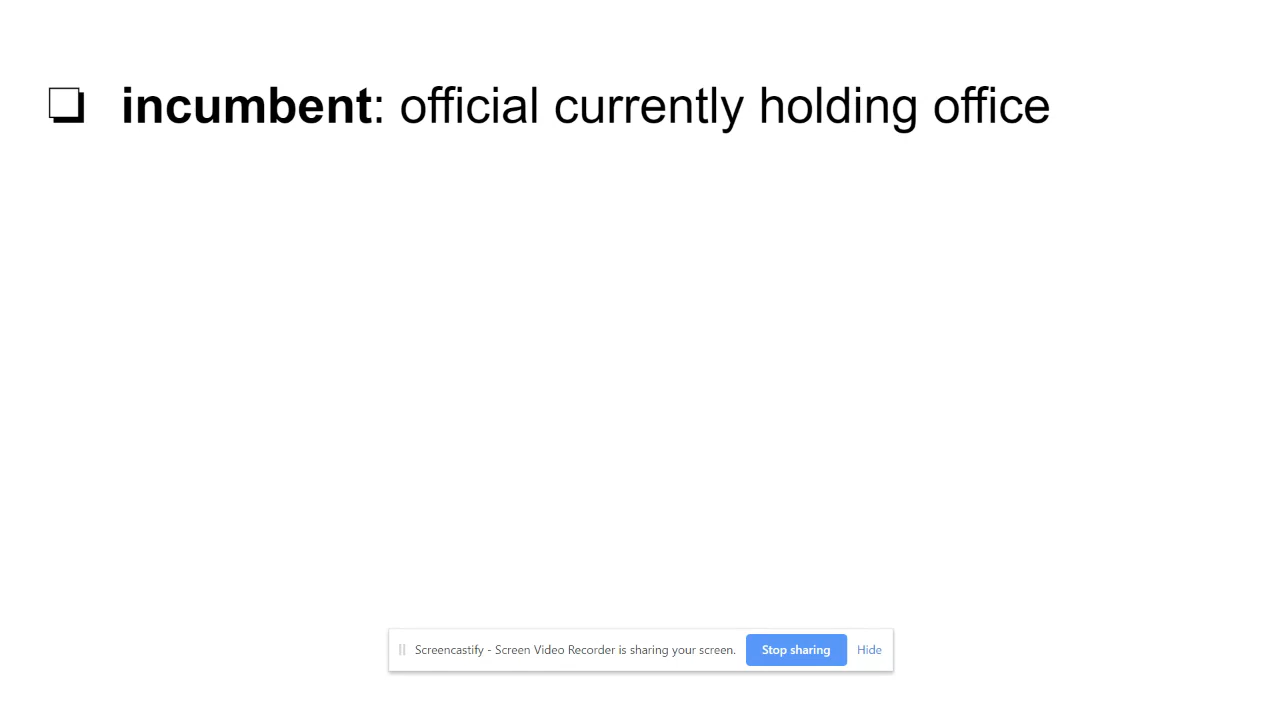 ❏ incumbent: official currently holding office
Screencastify - Screen Video Recorder is sharing your screen. Stop sharing Hide